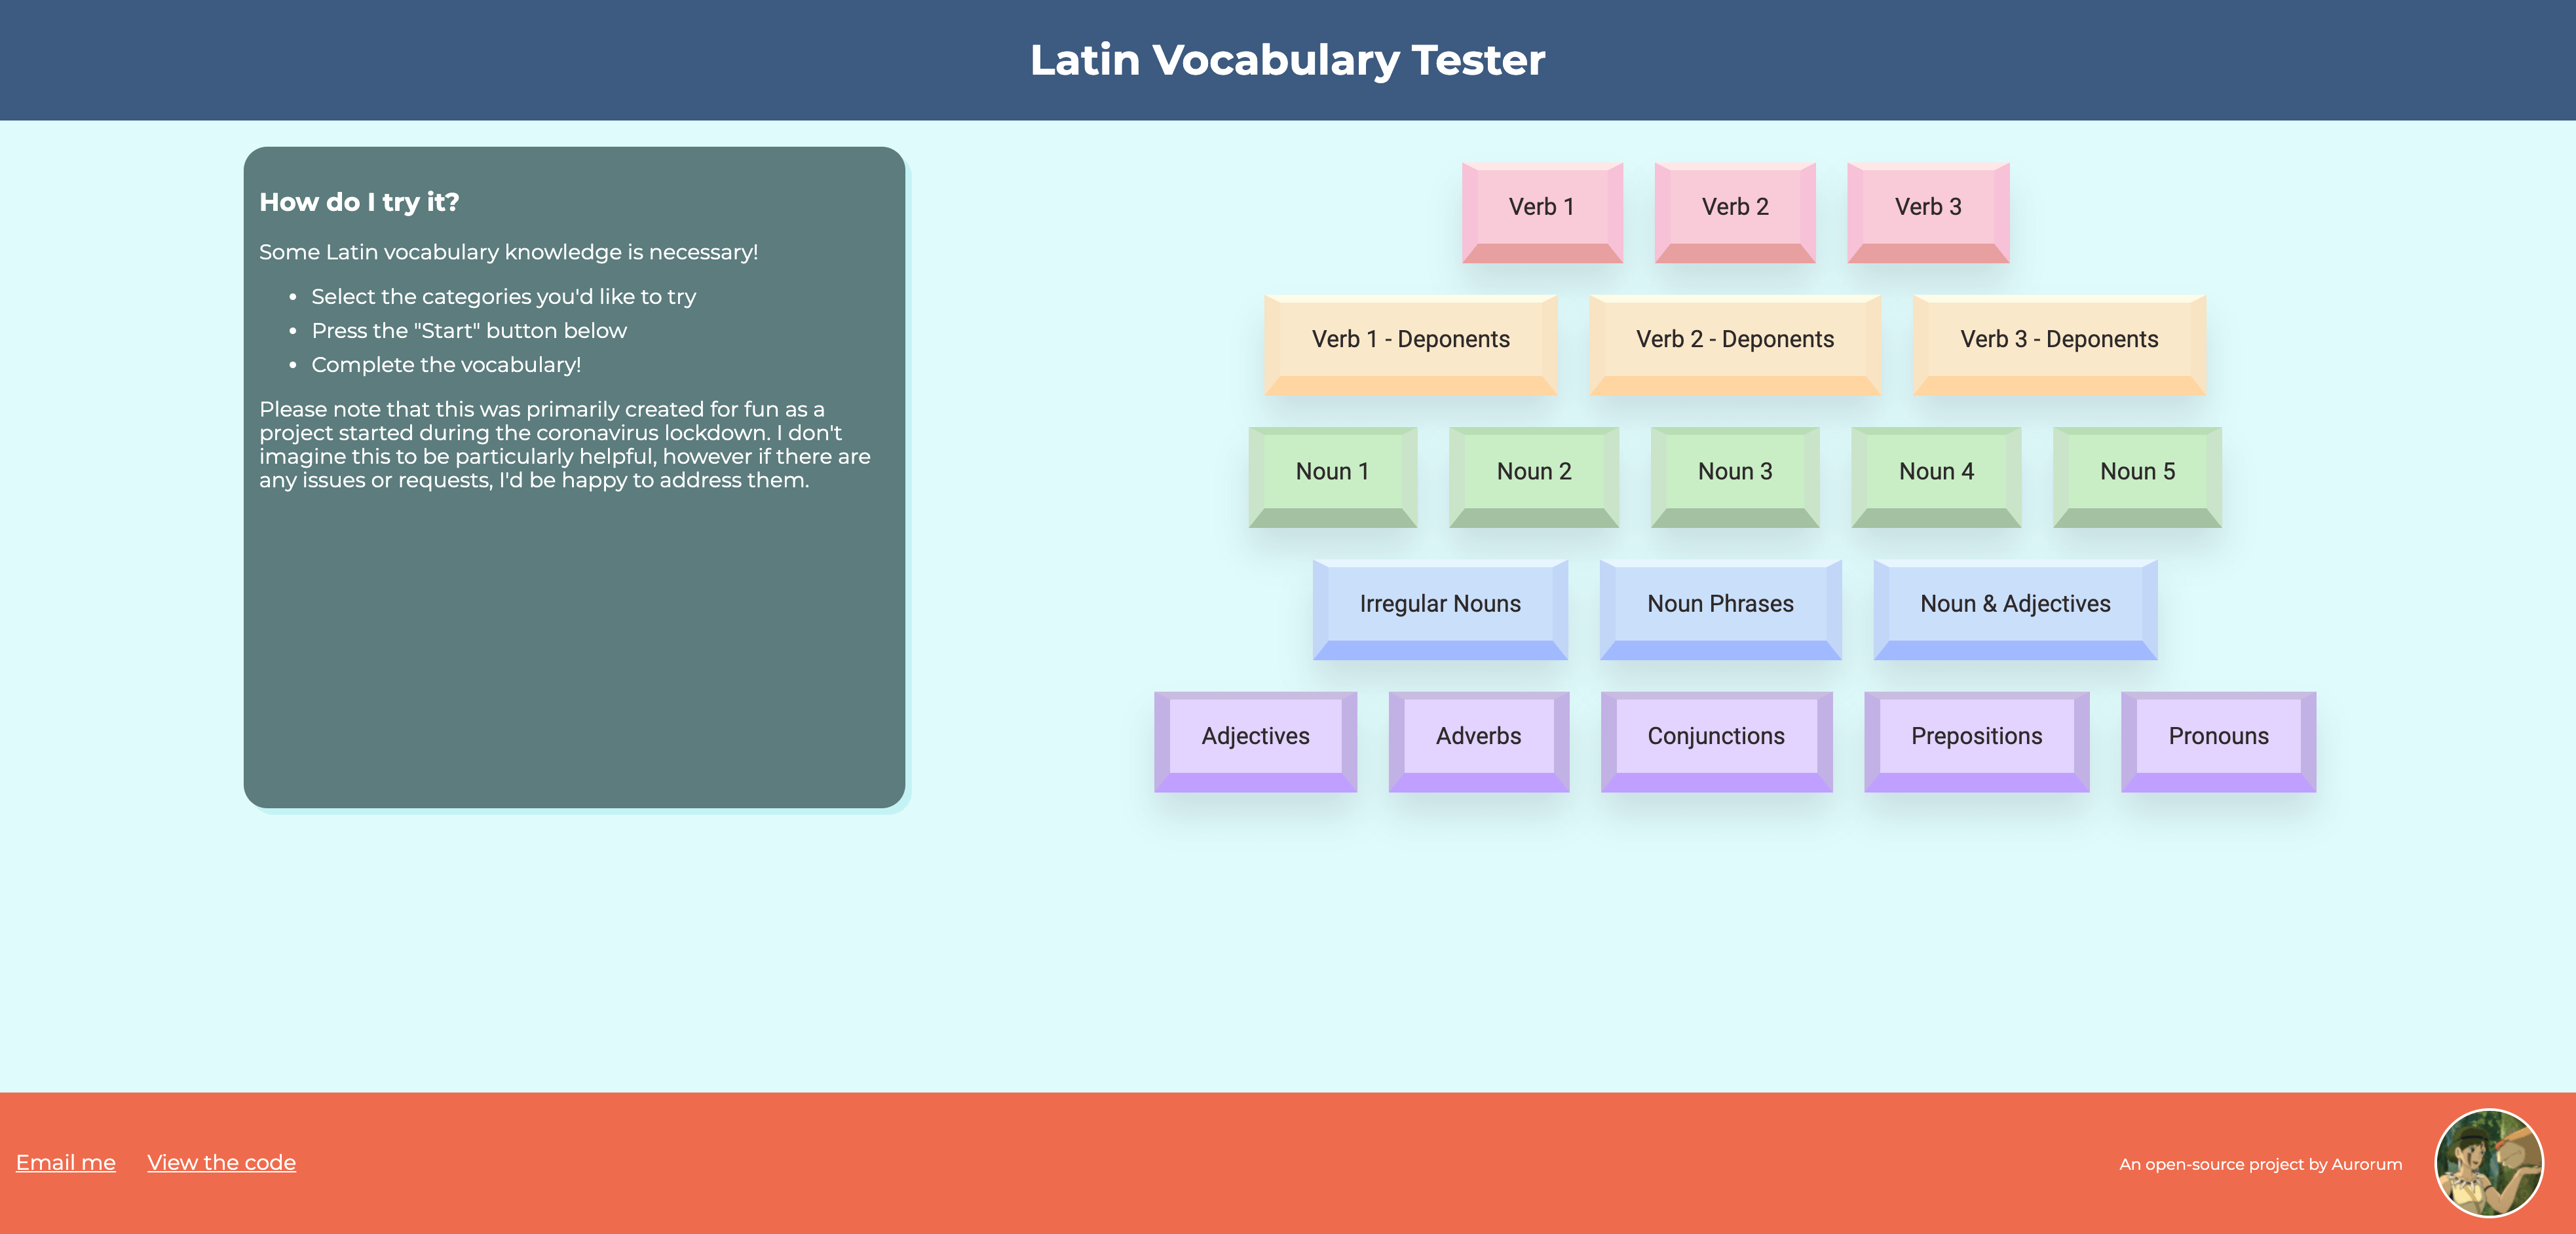 Latin Vocabulary Tester
How do I try it?
Some Latin vocabulary knowledge is necessary!
• Select the categories you'd like to try
• Press the "Start" button below
• Complete the vocabulary!
Please note that this was primarily created for fun as a
project started during the coronavirus lockdown. I don't
imagine this to be particularly helpful, however if there are
any issues or requests, I'd be happy to address them.
Verb 1 Verb 2 Verb 3
Verb 1 - Deponents Verb 2 - Deponents Verb 3 - Deponents
Noun 1 Noun 2 Noun 3 Noun 4 Noun 5
Irregular Nouns Noun Phrases Noun & Adjectives
Adjectives Adverbs Conjunctions Prepositions Pronouns
Email me View the code An open-source project by Aurorum